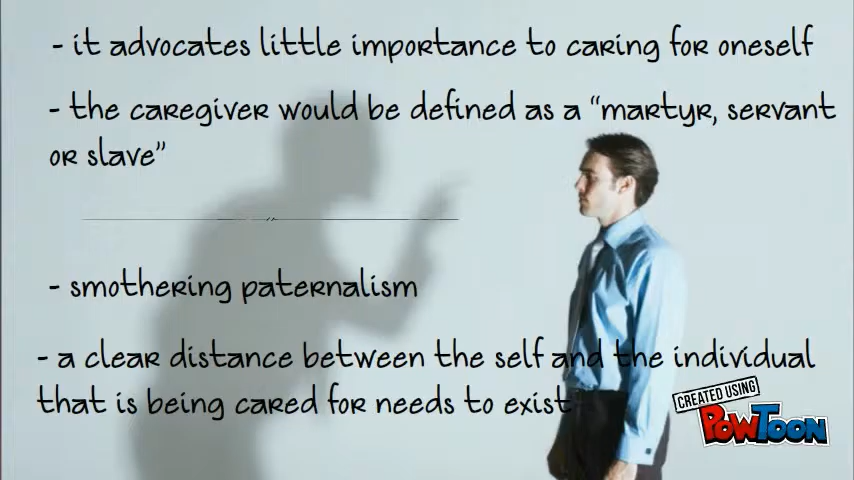 - it advocates little importance to caring for oneself
- the caregiver would be defined as a “martyr, servant
or slave”
- smothering paternalism
- a clear distance between the self and the individual
that is being cared for needs to exist
CREATED USING
POWTOON